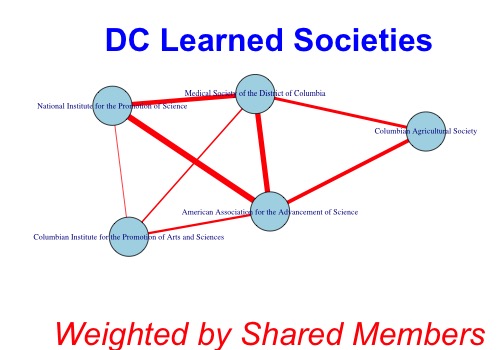 DC Learned Societies
Medical Society of the District of Columbia
National Institute for the Promotion of Science
Columbian Agricultural Society
American Association for the Advancement of Science
Columbian Institute for the Promotion of Arts and Sciences
Weighted by Shared Members